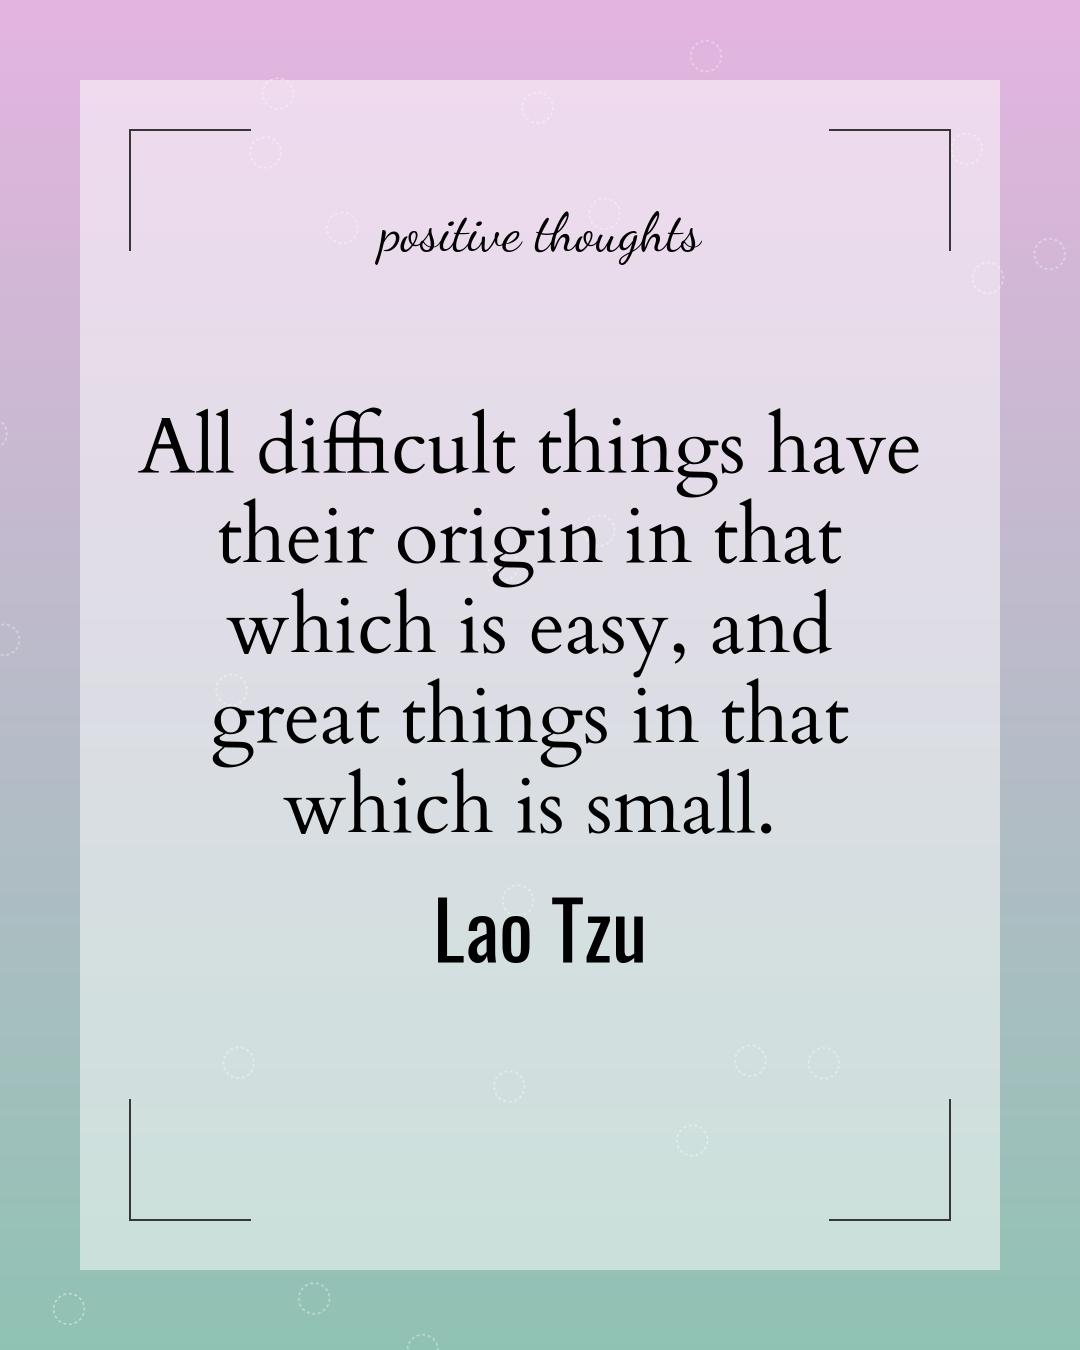 positive thoughts
All difficult things have
their origin in that
which is easy, and
great things in that
which is small.
Lao Tzu